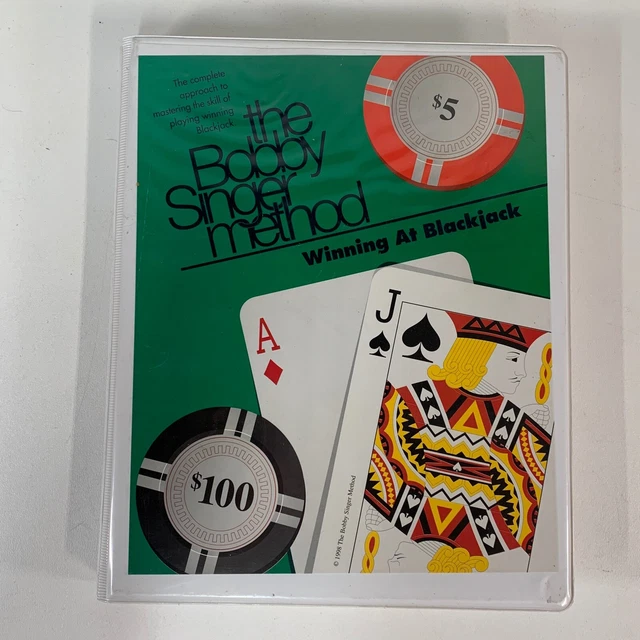 The complete
approach to
mastering the skill of
playing winning
Blackjack
the
Bobby
Singer
method
Winning At Blackjack
$5
A
J
$100
© 1998 The Bobby Singer Method